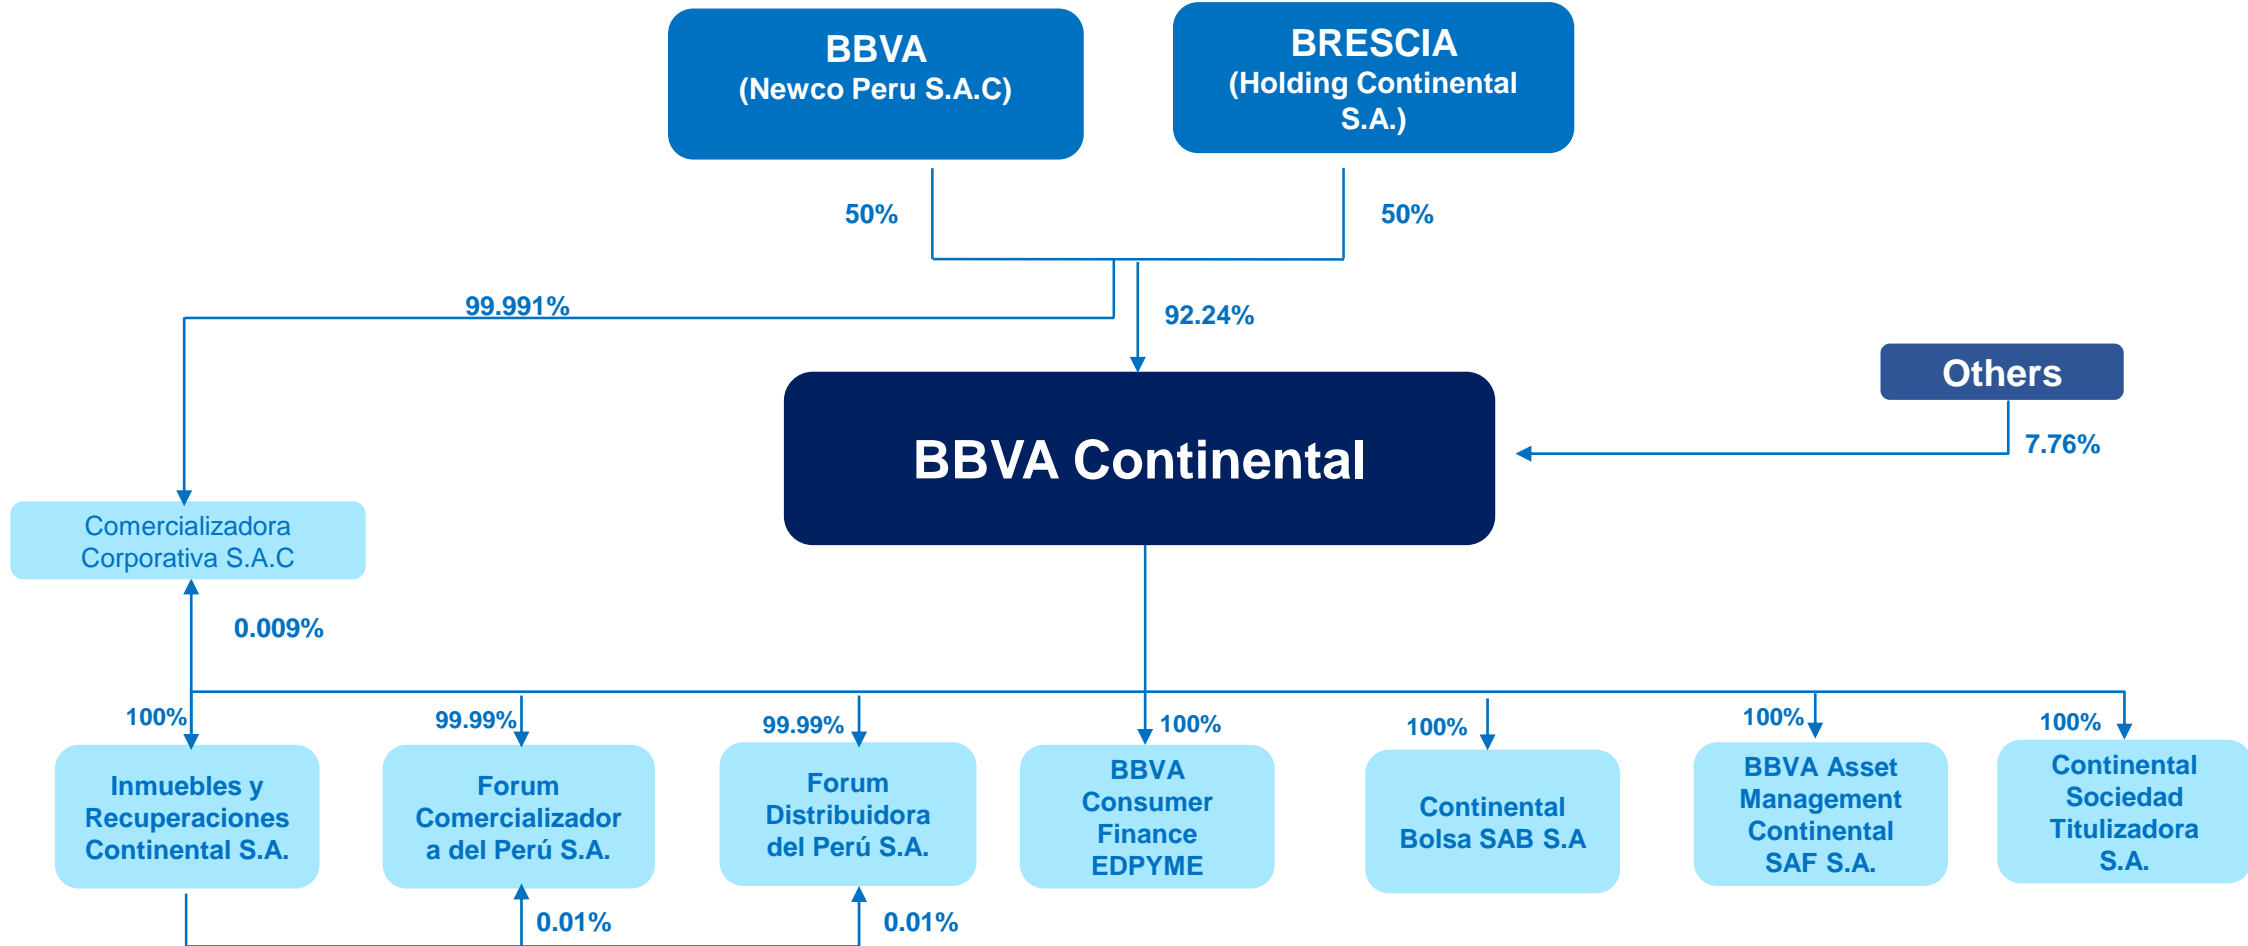 BBVA
(Newco Peru S.A.C)
BRESCIA
(Holding Continental
S.A.)
50%
50%
99.991%
92.24%
Others
7.76%
BBVA Continental
Comercializadora
Corporativa S.A.C
0.009%
100%
99.99%
99.99%
100%
100%
100%
100%
Inmuebles y
Recuperaciones
Continental S.A.
Forum
Comercializador
a del Perú S.A.
Forum
Distribuidora
del Perú S.A.
BBVA
Consumer
Finance
EDPYME
Continental
Bolsa SAB S.A
BBVA Asset
Management
Continental
SAF S.A.
Continental
Sociedad
Titulizadora
S.A.
0.01%
0.01%